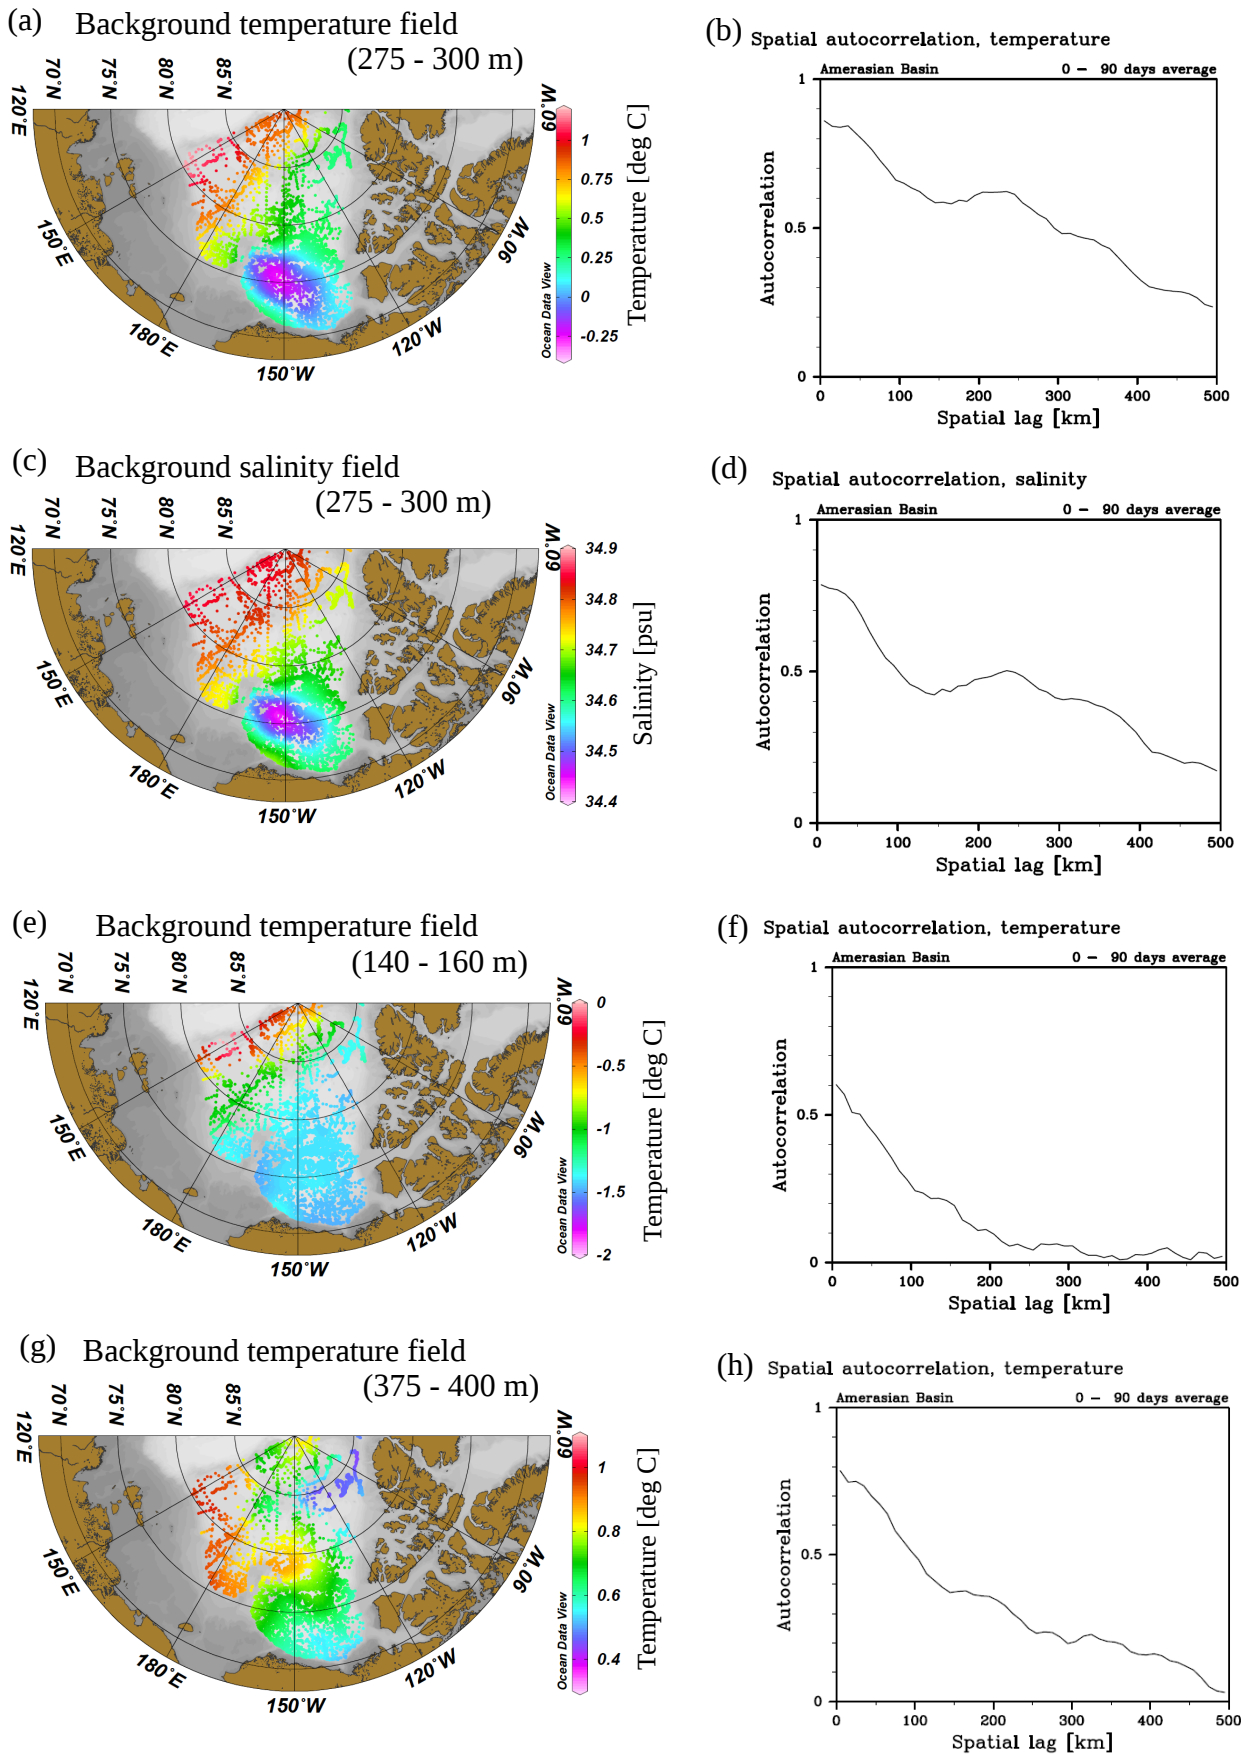 (a) Background temperature field
(275 - 300 m)
70°N 75°N 80°N 85°N
120°E 150°E 180°E 150°W 120°W 90°W 60°W
Ocean Data View
1
0.75
0.5
0.25
0
-0.25
Temperature [deg C]
(b) Spatial autocorrelation, temperature
Amerasian Basin 0 - 90 days average
1
0.5
0
Autocorrelation
0 100 200 300 400 500
Spatial lag [km]
(c) Background salinity field
(275 - 300 m)
70°N 75°N 80°N 85°N
120°E 150°E 180°E 150°W 120°W 90°W 60°W
Ocean Data View
34.9
34.8
34.7
34.6
34.5
34.4
Salinity [psu]
(d) Spatial autocorrelation, salinity
Amerasian Basin 0 - 90 days average
1
0.5
0
Autocorrelation
0 100 200 300 400 500
Spatial lag [km]
(e) Background temperature field
(140 - 160 m)
70°N 75°N 80°N 85°N
120°E 150°E 180°E 150°W 120°W 90°W 60°W
Ocean Data View
0
-0.5
-1
-1.5
-2
Temperature [deg C]
(f) Spatial autocorrelation, temperature
Amerasian Basin 0 - 90 days average
1
0.5
0
Autocorrelation
0 100 200 300 400 500
Spatial lag [km]
(g) Background temperature field
(375 - 400 m)
70°N 75°N 80°N 85°N
120°E 150°E 180°E 150°W 120°W 90°W 60°W
Ocean Data View
1
0.8
0.6
0.4
Temperature [deg C]
(h) Spatial autocorrelation, temperature
Amerasian Basin 0 - 90 days average
1
0.5
0
Autocorrelation
0 100 200 300 400 500
Spatial lag [km]